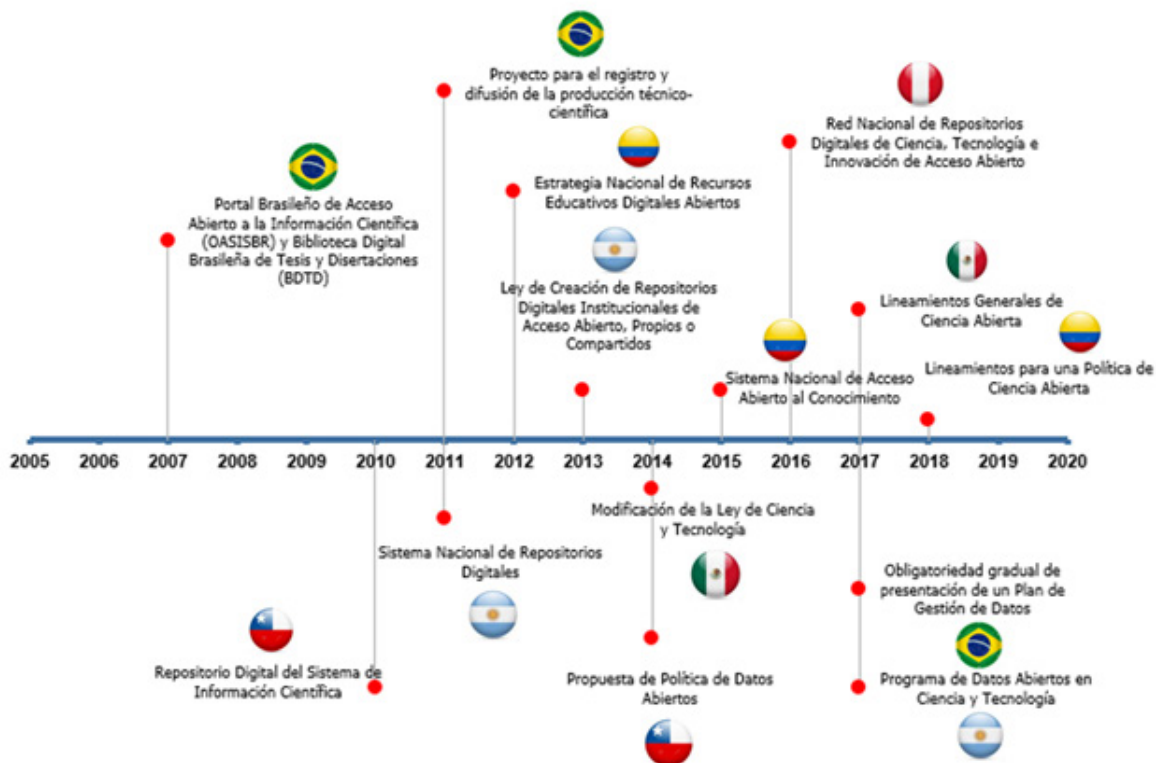 Proyecto para el registro y
difusión de la producción técnico-
científica
Red Nacional de Repositorios
Digitales de Ciencia, Tecnología e
Innovación de Acceso Abierto
Estrategia Nacional de Recursos
Educativos Digitales Abiertos
Portal Brasileño de Acceso
Abierto a la Información Científica
(OASISBR) y Biblioteca Digital
Brasileña de Tesis y Disertaciones
(BDTD)
Ley de Creación de Repositorios
Digitales Institucionales de
Acceso Abierto, Propios o
Compartidos
Lineamientos Generales de
Ciencia Abierta
Sistema Nacional de Acceso
Abierto al Conocimiento
Lineamientos para una Política de
Ciencia Abierta
2005 2006 2007 2008 2009 2010 2011 2012 2013 2014 2015 2016 2017 2018 2019 2020
Modificación de la Ley de Ciencia
y Tecnología
Sistema Nacional de Repositorios
Digitales
Obligatoriedad gradual de
presentación de un Plan de
Gestión de Datos
Repositorio Digital del Sistema de
Información Científica
Propuesta de Política de Datos
Abiertos
Programa de Datos Abiertos en
Ciencia y Tecnología